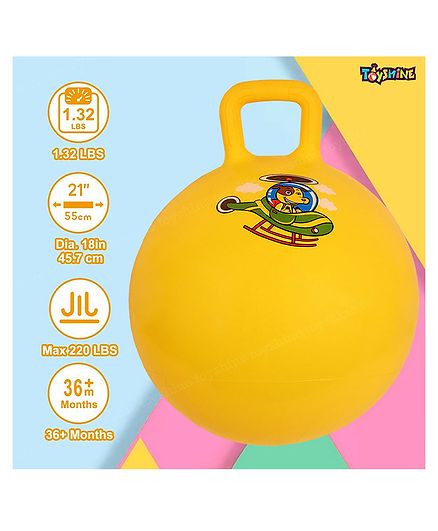 TOYSHINE
1.32
LBS
1.32 LBS
21"
55cm
Dia. 18in
45.7 cm
Max 220 LBS
36+m
Months
36+ Months